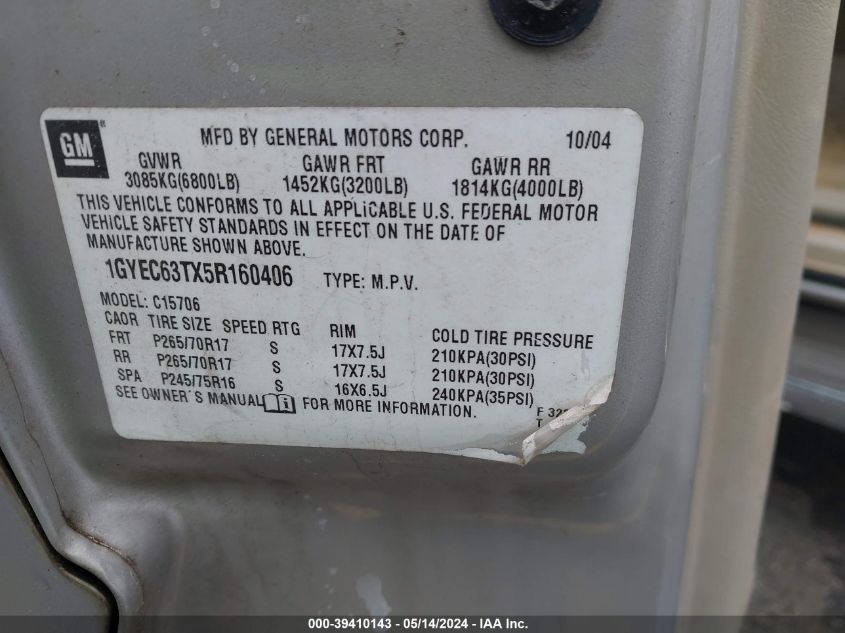 GM
MFD BY GENERAL MOTORS CORP. 10/04
GVWR GAWR FRT GAWR RR
3085KG(6800LB) 1452KG(3200LB) 1814KG(4000LB)
THIS VEHICLE CONFORMS TO ALL APPLICABLE U.S. FEDERAL MOTOR
VEHICLE SAFETY STANDARDS IN EFFECT ON THE DATE OF
MANUFACTURE SHOWN ABOVE.
1GYEC63TX5R160406 TYPE: M.P.V.
MODEL: C15706
CAOR TIRE SIZE SPEED RTG RIM COLD TIRE PRESSURE
FRT P265/70R17 S 17X7.5J 210KPA(30PSI)
RR P265/70R17 S 17X7.5J 210KPA(30PSI)
SPA P245/75R16 S 16X6.5J 240KPA(35PSI)
SEE OWNER'S MANUAL FOR MORE INFORMATION.
F
T
000-39410143 - 05/14/2024 - IAA Inc.